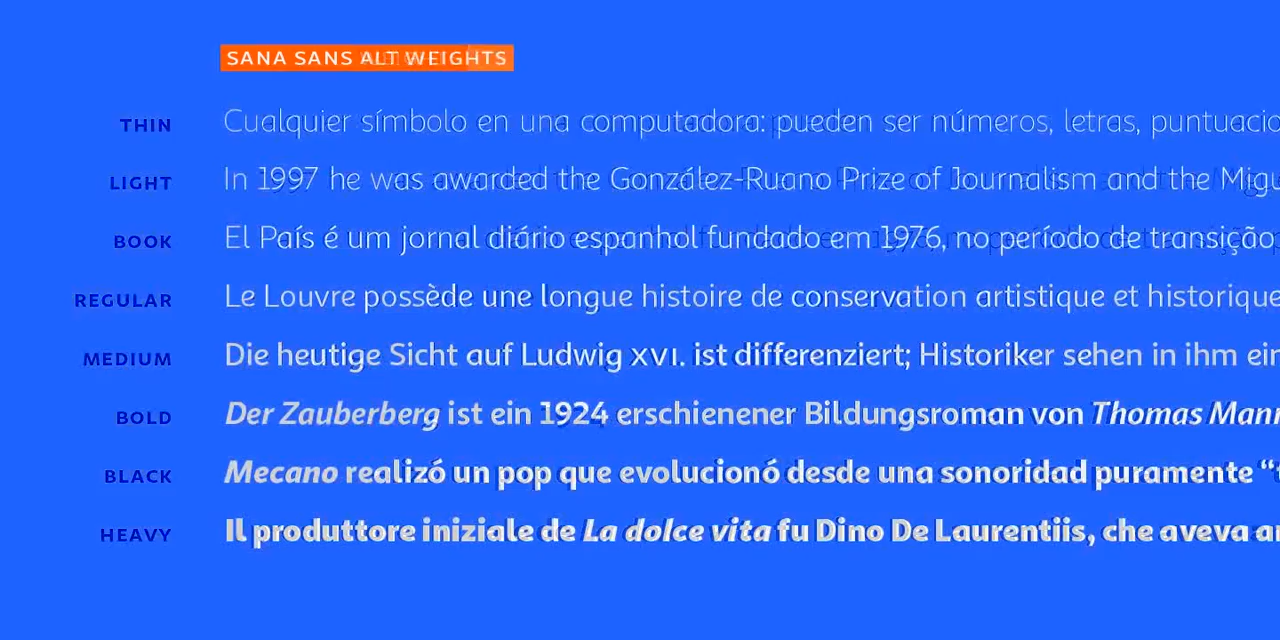 SANA SANS ALT WEIGHTS
THIN Cualquier símbolo en una computadora: pueden ser números, letras, puntuacio
LIGHT In 1997 he was awarded the González-Ruano Prize of Journalism and the Migu
BOOK El País é um jornal diário espanhol fundado em 1976, no período de transição
REGULAR Le Louvre possède une longue histoire de conservation artistique et historique
MEDIUM Die heutige Sicht auf Ludwig XVI. ist differenziert; Historiker sehen in ihm ein
BOLD Der Zauberberg ist ein 1924 erschienener Bildungsroman von Thomas Mann
BLACK Mecano realizó un pop que evolucionó desde una sonoridad puramente “t
HEAVY Il produttore iniziale de La dolce vita fu Dino De Laurentiis, che aveva an